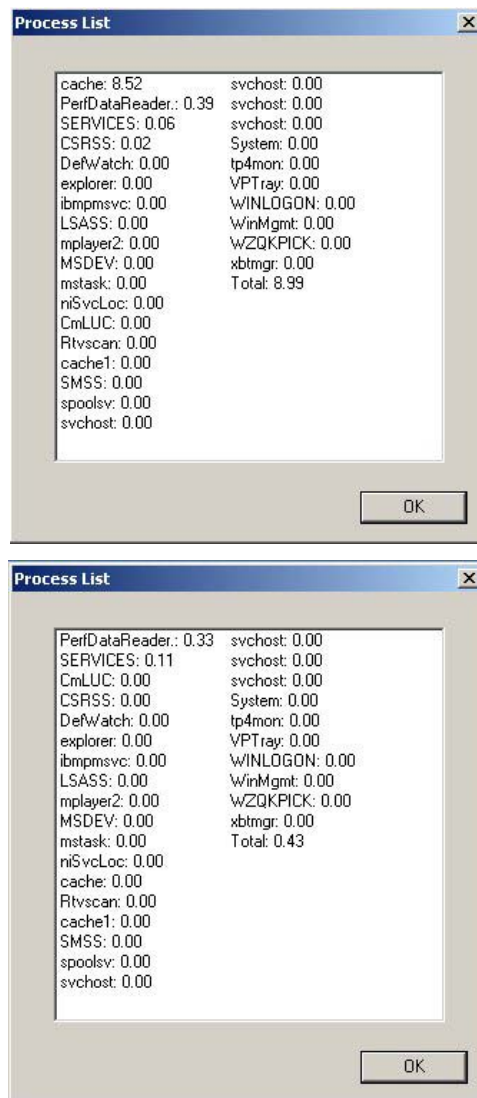 Process List
cache: 8.52
PerfDataReader.: 0.39
SERVICES: 0.06
CSRSS: 0.02
DefWatch: 0.00
explorer: 0.00
ibmpmsvc: 0.00
LSASS: 0.00
mplayer2: 0.00
MSDEV: 0.00
mstask: 0.00
niSvcLoc: 0.00
CmLUC: 0.00
Rtvscan: 0.00
cache1: 0.00
SMSS: 0.00
spoolsv: 0.00
svchost: 0.00
svchost: 0.00
svchost: 0.00
svchost: 0.00
System: 0.00
tp4mon: 0.00
VPTray: 0.00
WINLOGON: 0.00
WinMgmt: 0.00
WZQKPICK: 0.00
xbtmgr: 0.00
Total: 8.99
OK
Process List
PerfDataReader.: 0.33
SERVICES: 0.11
CmLUC: 0.00
CSRSS: 0.00
DefWatch: 0.00
explorer: 0.00
ibmpmsvc: 0.00
LSASS: 0.00
mplayer2: 0.00
MSDEV: 0.00
mstask: 0.00
niSvcLoc: 0.00
cache: 0.00
Rtvscan: 0.00
cache1: 0.00
SMSS: 0.00
spoolsv: 0.00
svchost: 0.00
svchost: 0.00
svchost: 0.00
svchost: 0.00
System: 0.00
tp4mon: 0.00
VPTray: 0.00
WINLOGON: 0.00
WinMgmt: 0.00
WZQKPICK: 0.00
xbtmgr: 0.00
Total: 0.43
OK